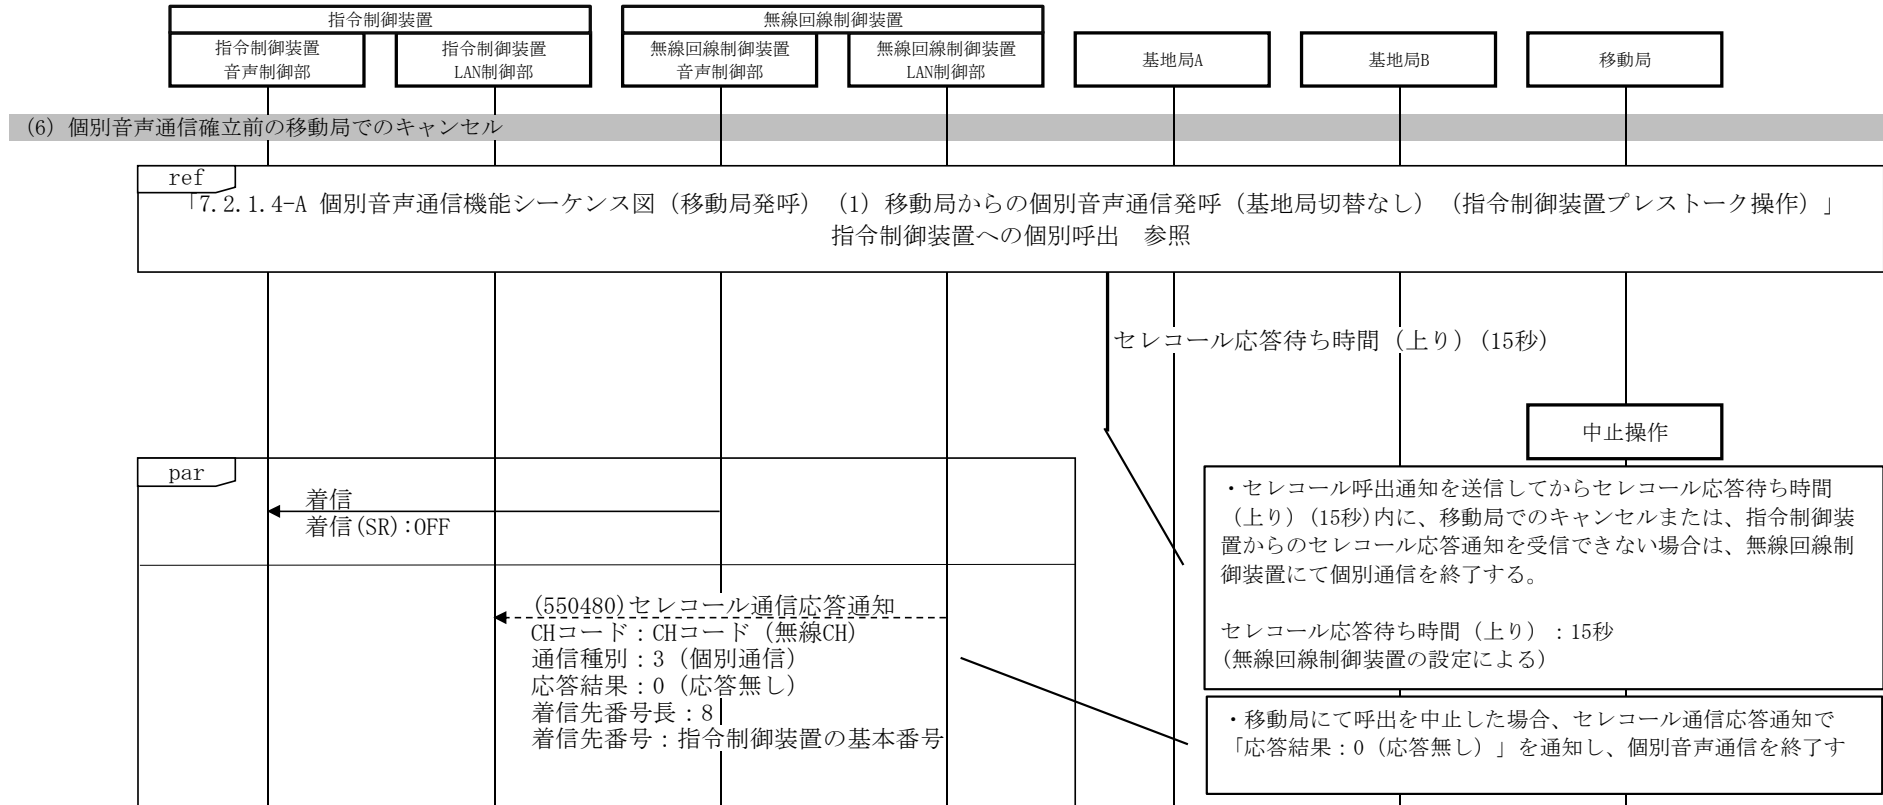 指令制御装置
無線回線制御装置
指令制御装置
音声制御部
指令制御装置
LAN制御部
無線回線制御装置
音声制御部
無線回線制御装置
LAN制御部
基地局A
基地局B
移動局
(6) 個別音声通信確立前の移動局でのキャンセル
ref
「7.2.1.4-A 個別音声通信機能シーケンス図（移動局発呼）（1）移動局からの個別音声通信発呼（基地局切替なし）（指令制御装置プレストーク操作）」
指令制御装置への個別呼出　参照
セレコール応答待ち時間（上り）(15秒)
中止操作
par
着信
着信(SR):OFF
・セレコール呼出通知を送信してからセレコール応答待ち時間
（上り）(15秒)内に、移動局でのキャンセルまたは、指令制御装
置からのセレコール応答通知を受信できない場合は、無線回線制
御装置にて個別通信を終了する。
セレコール応答待ち時間（上り）：15秒
(無線回線制御装置の設定による)
(550480)セレコール通信応答通知
CHコード：CHコード（無線CH）
通信種別：3（個別通信）
応答結果：0（応答無し）
着信先番号長：8
着信先番号：指令制御装置の基本番号
・移動局にて呼出を中止した場合、セレコール通信応答通知で
「応答結果：0（応答無し）」を通知し、個別音声通信を終了す